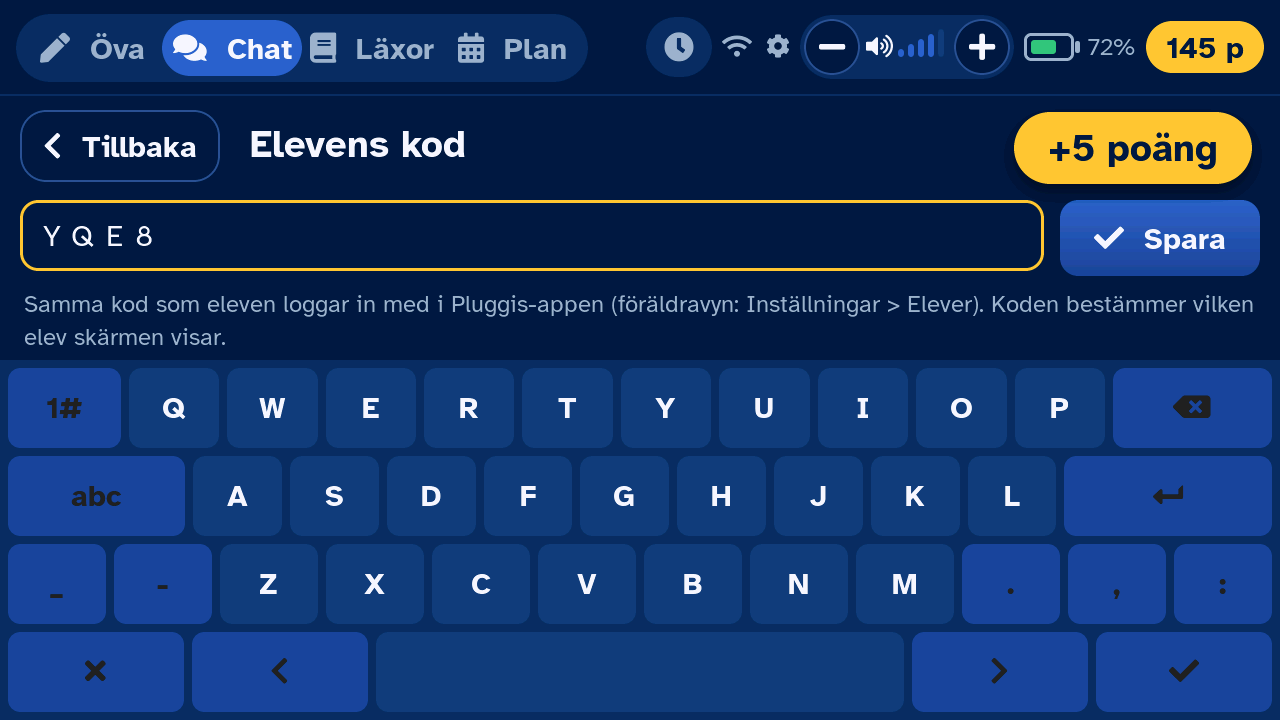 Öva Chat Läxor Plan 72% 145 p
Tillbaka Elevens kod +5 poäng
Y Q E 8 Spara
Samma kod som eleven loggar in med i Pluggis-appen (föräldravyn: Inställningar > Elever). Koden bestämmer vilken
elev skärmen visar.
1# Q W E R T Y U I O P
abc A S D F G H J K L
_ - Z X C V B N M . , :